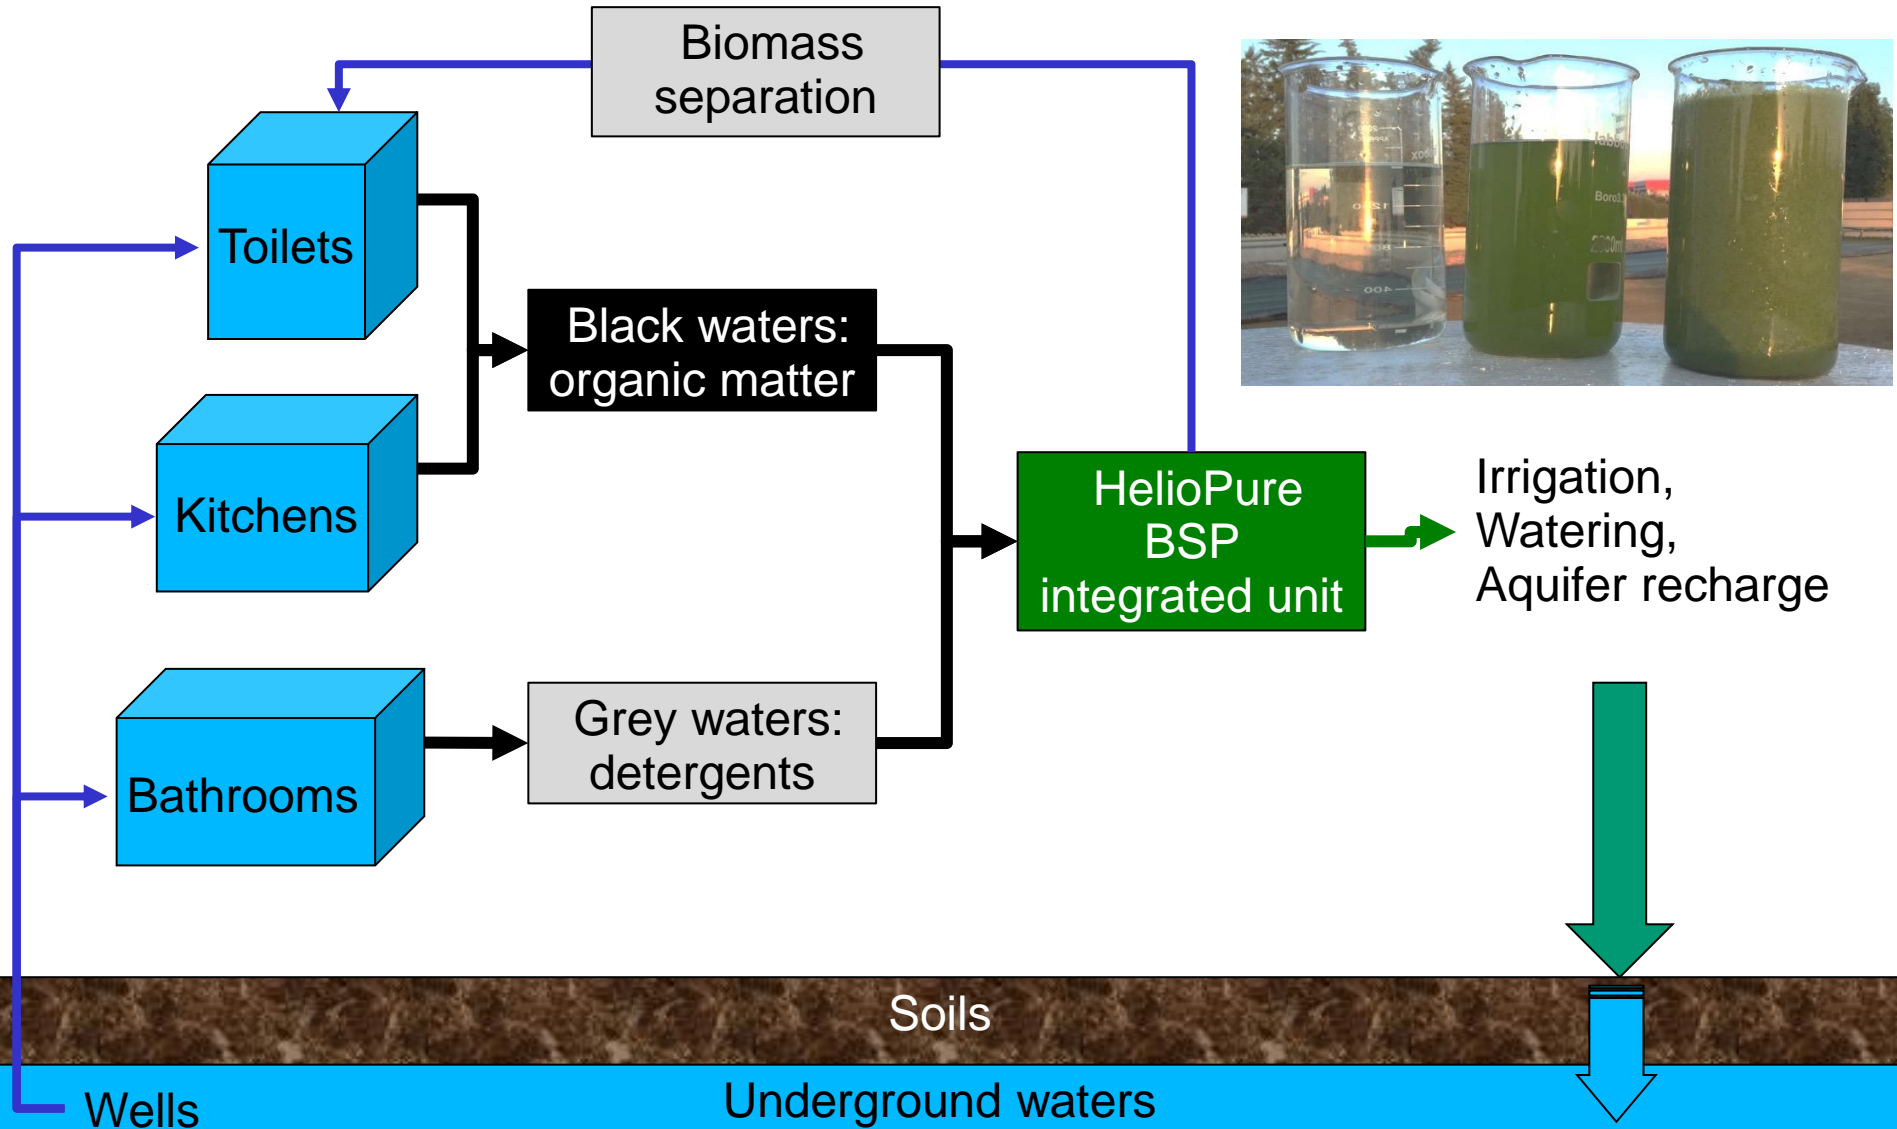 Biomass
separation
Toilets
Black waters:
organic matter
Kitchens
HelioPure
BSP
integrated unit
Irrigation,
Watering,
Aquifer recharge
Grey waters:
detergents
Bathrooms
Soils
Wells
Underground waters
400